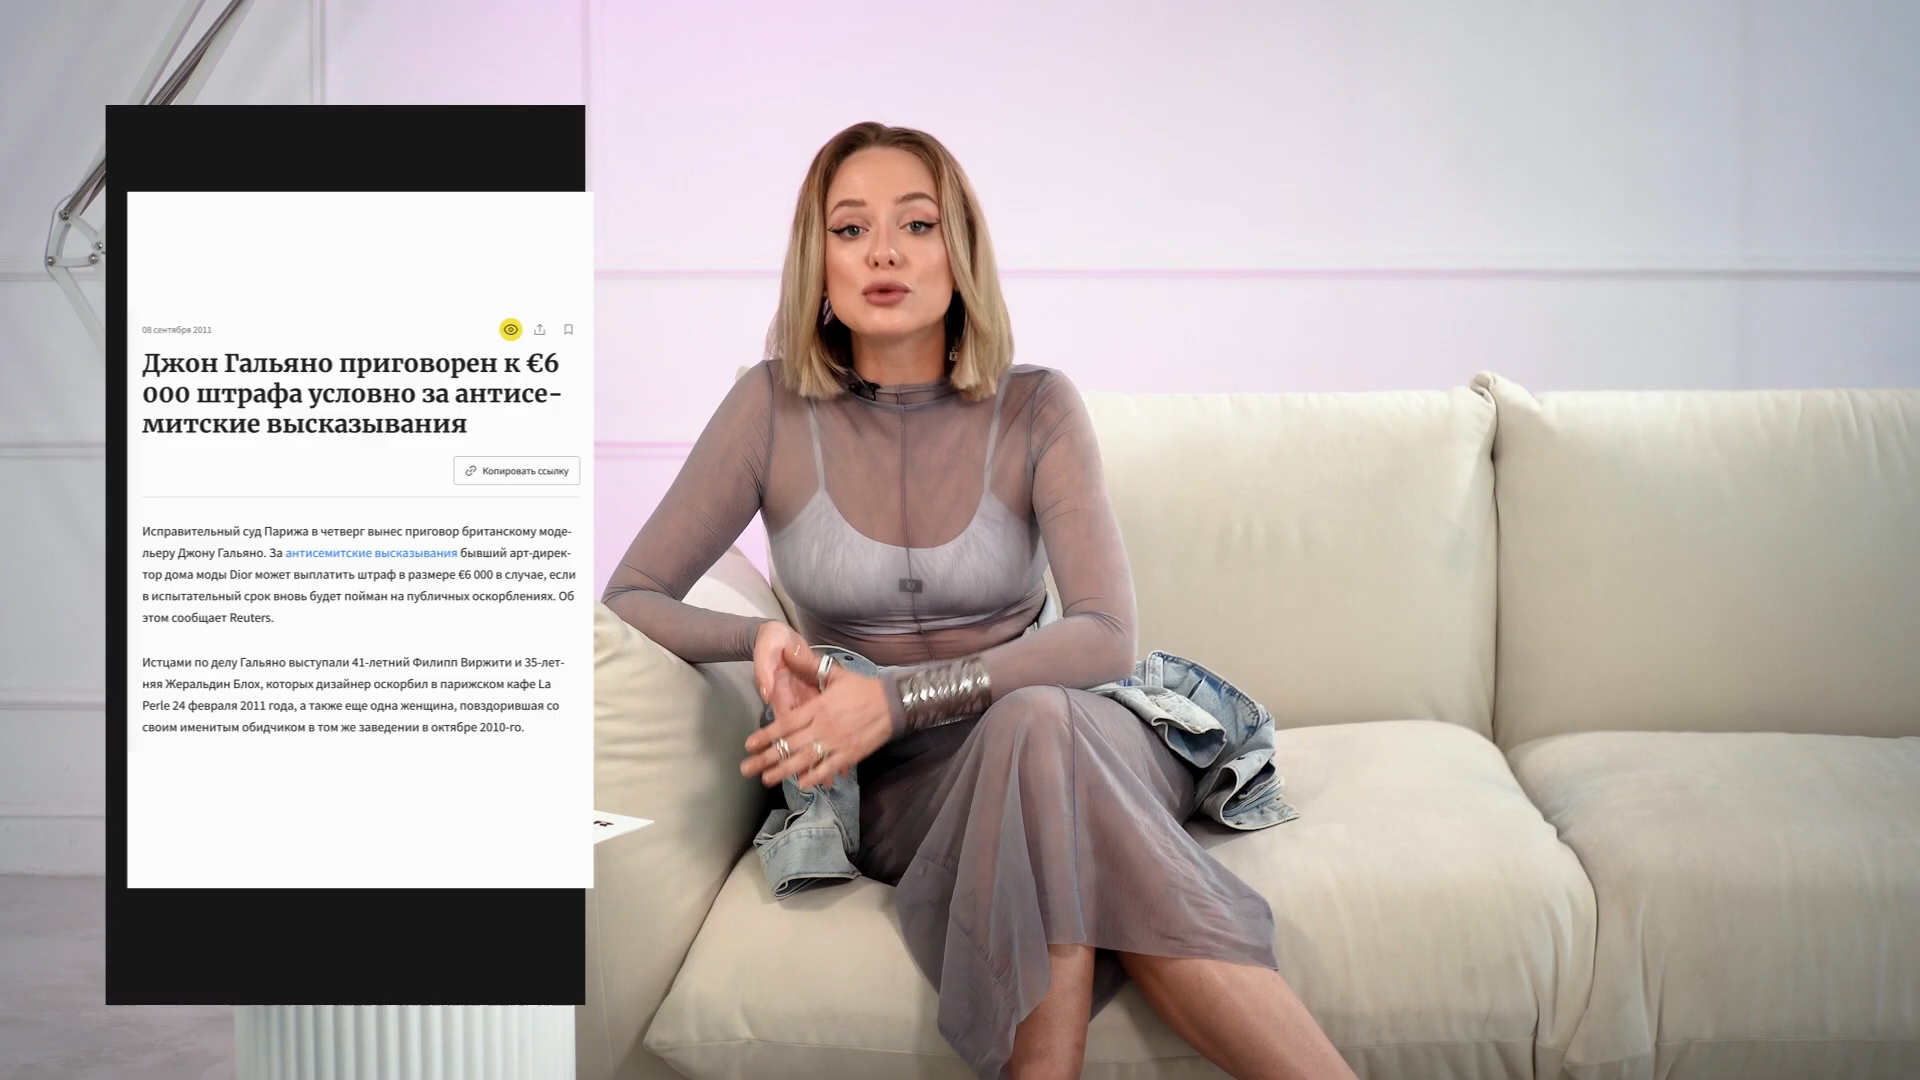 08 сентября 2011
Джон Гальяно приговорен к €6
000 штрафа условно за антисе-
митские высказывания
Копировать ссылку
Исправительный суд Парижа в четверг вынес приговор британскому моде-
льеру Джону Гальяно. За антисемитские высказывания бывший арт-дирек-
тор дома моды Dior может выплатить штраф в размере €6 000 в случае, если
в испытательный срок вновь будет пойман на публичных оскорблениях. Об
этом сообщает Reuters.
Истцами по делу Гальяно выступали 41-летний Филипп Виржити и 35-лет-
няя Жеральдин Блох, которых дизайнер оскорбил в парижском кафе La
Perle 24 февраля 2011 года, а также еще одна женщина, повздорившая со
своим именитым обидчиком в том же заведении в октябре 2010-го.